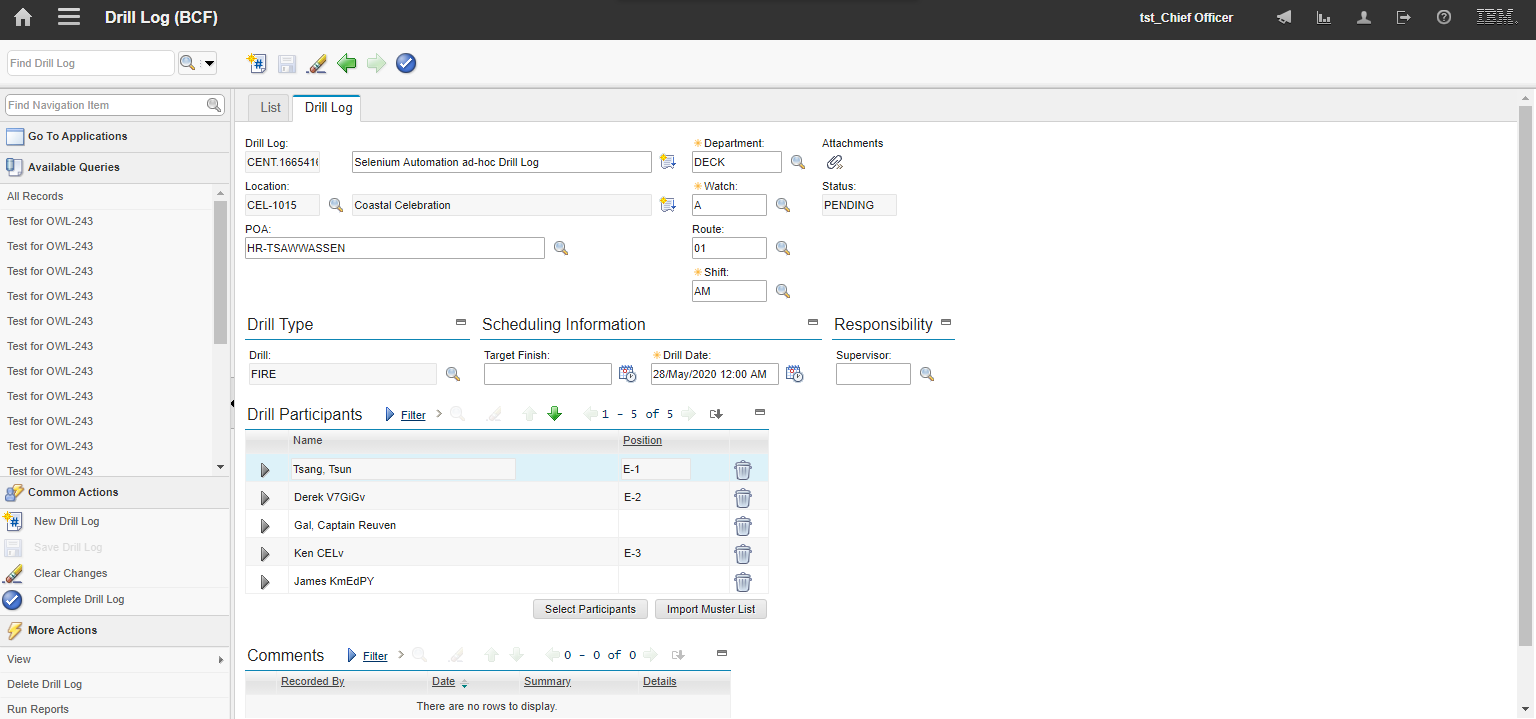 Drill Log (BCF)
tst_Chief Officer
IBM.
Find Drill Log
Find Navigation Item
Go To Applications
Available Queries
All Records
Test for OWL-243
Test for OWL-243
Test for OWL-243
Test for OWL-243
Test for OWL-243
Test for OWL-243
Test for OWL-243
Test for OWL-243
Test for OWL-243
Test for OWL-243
Test for OWL-243
Common Actions
New Drill Log
Save Drill Log
Clear Changes
Complete Drill Log
More Actions
View
Delete Drill Log
Run Reports
List
Drill Log
Drill Log:
CENT.166541
Selenium Automation ad-hoc Drill Log
Department:
DECK
Attachments
Location:
CEL-1015
Coastal Celebration
Watch:
A
Status:
PENDING
POA:
HR-TSAWWASSEN
Route:
01
Shift:
AM
Drill Type
Scheduling Information
Responsibility
Drill:
FIRE
Target Finish:
Drill Date:
28/May/2020 12:00 AM
Supervisor:
Drill Participants
Filter
1 - 5 of 5
Name Position
Tsang, Tsun E-1
Derek V7GiGv E-2
Gal, Captain Reuven
Ken CELv E-3
James KmEdPY
Select Participants
Import Muster List
Comments
Filter
0 - 0 of 0
Recorded By Date Summary Details
There are no rows to display.